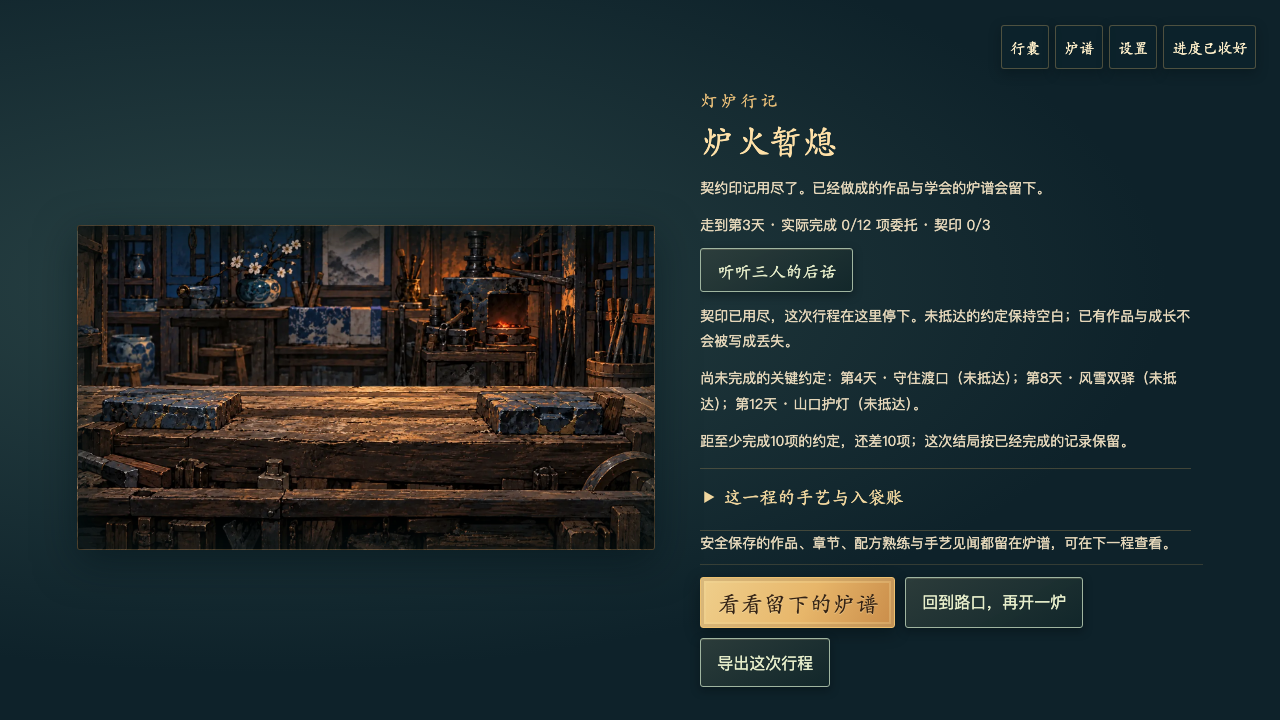 行囊
炉谱
设置
进度已收好
灯炉行记
炉火暂熄
契约印记用尽了。已经做成的作品与学会的炉谱会留下。
走到第3天 · 实际完成 0/12 项委托 · 契印 0/3
听听三人的后话
契印已用尽，这次行程在这里停下。未抵达的约定保持空白；已有作品与成长不
会被写成丢失。
尚未完成的关键约定：第4天 · 守住渡口（未抵达）；第8天 · 风雪双驿（未抵
达）；第12天 · 山口护灯（未抵达）。
距至少完成10项的约定，还差10项；这次结局按已经完成的记录保留。
▶ 这一程的手艺与入袋账
安全保存的作品、章节、配方熟练与手艺见闻都留在炉谱，可在下一程查看。
看看留下的炉谱
回到路口，再开一炉
导出这次行程